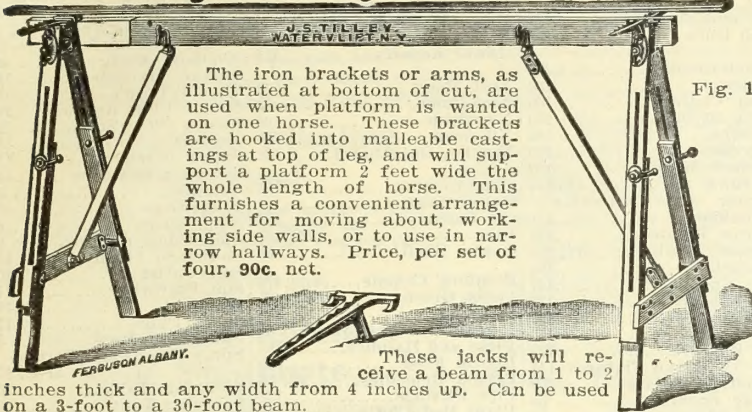 J.S.TILLEY.
WATERVLIET.N.Y.
The iron brackets or arms, as
illustrated at bottom of cut, are
used when platform is wanted
on one horse. These brackets
are hooked into malleable cast-
ings at top of leg, and will sup-
port a platform 2 feet wide the
whole length of horse. This
furnishes a convenient arrange-
ment for moving about, work-
ing side walls, or to use in nar-
row hallways. Price, per set of
four, 90c. net.
Fig. 1
FERGUSON ALBANY.
These jacks will re-
ceive a beam from 1 to 2
inches thick and any width from 4 inches up. Can be used
on a 3-foot to a 30-foot beam.